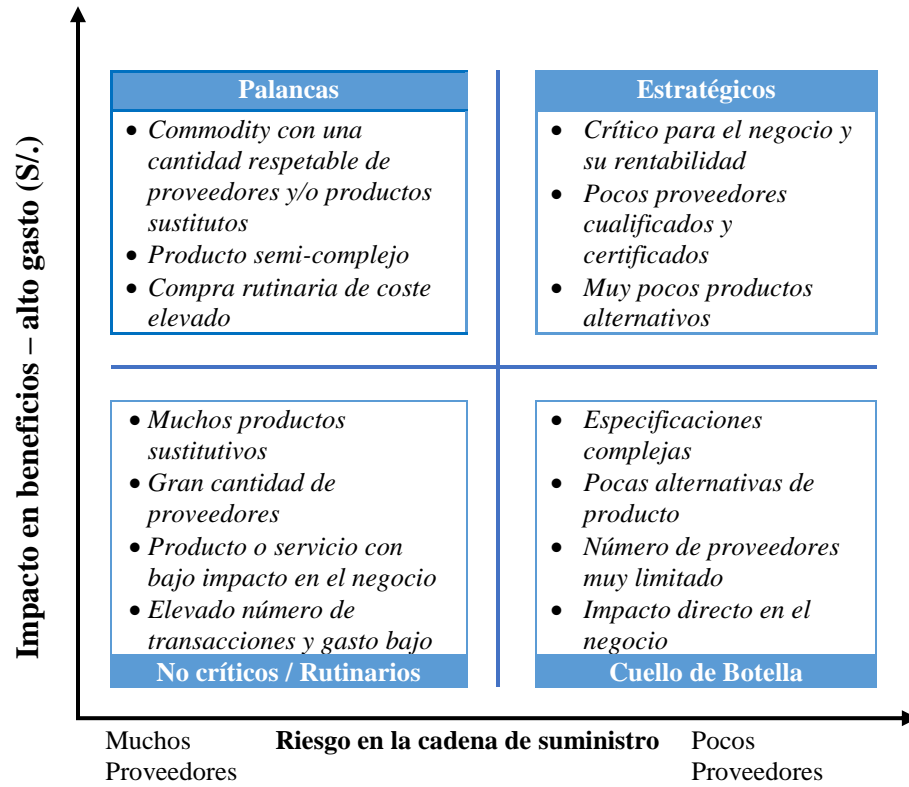 Impacto en beneficios – alto gasto (S/.)
Palancas
• Commodity con una
cantidad respetable de
proveedores y/o productos
sustitutos
• Producto semi-complejo
• Compra rutinaria de coste
elevado
Estratégicos
• Crítico para el negocio y
su rentabilidad
• Pocos proveedores
cualificados y
certificados
• Muy pocos productos
alternativos
• Muchos productos
sustitutivos
• Gran cantidad de
proveedores
• Producto o servicio con
bajo impacto en el negocio
• Elevado número de
transacciones y gasto bajo
No críticos / Rutinarios
• Especificaciones
complejas
• Pocas alternativas de
producto
• Número de proveedores
muy limitado
• Impacto directo en el
negocio
Cuello de Botella
Muchos
Proveedores
Riesgo en la cadena de suministro
Pocos
Proveedores